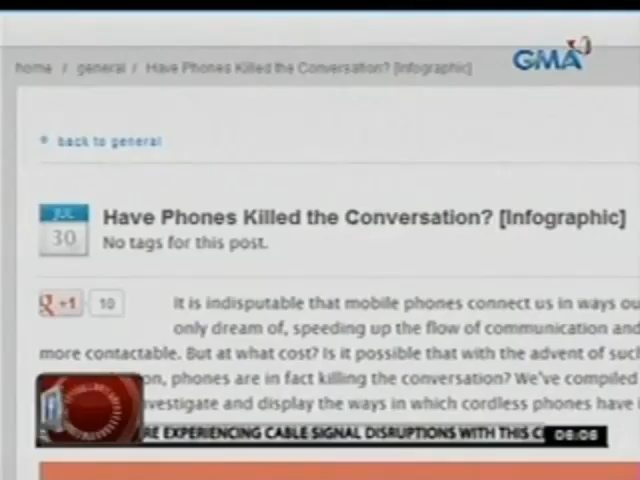 home / general / Have Phones Killed the Conversation? [Infographic]
GMA
back to general
JUL
30
Have Phones Killed the Conversation? [Infographic]
No tags for this post.
+1
10
It is indisputable that mobile phones connect us in ways ou
only dream of, speeding up the flow of communication and
more contactable. But at what cost? Is it possible that with the advent of such
on, phones are in fact killing the conversation? We've compiled
vestigate and display the ways in which cordless phones have
RE EXPERIENCING CABLE SIGNAL DISRUPTIONS WITH THIS C
06:06